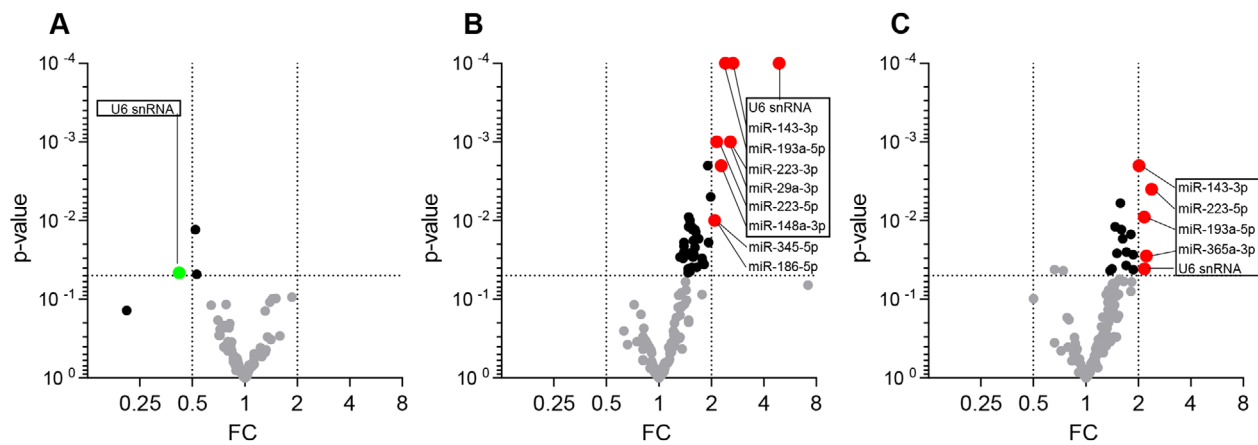 A
B
C
10 -4
10 -3
10 -2
10 -1
10 0
p-value
0.25 0.5 1 2 4 8
FC
U6 snRNA
10 -4
10 -3
10 -2
10 -1
10 0
p-value
0.25 0.5 1 2 4 8
FC
U6 snRNA
miR-143-3p
miR-193a-5p
miR-223-3p
miR-29a-3p
miR-223-5p
miR-148a-3p
miR-345-5p
miR-186-5p
10 -4
10 -3
10 -2
10 -1
10 0
p-value
0.25 0.5 1 2 4 8
FC
miR-143-3p
miR-223-5p
miR-193a-5p
miR-365a-3p
U6 snRNA